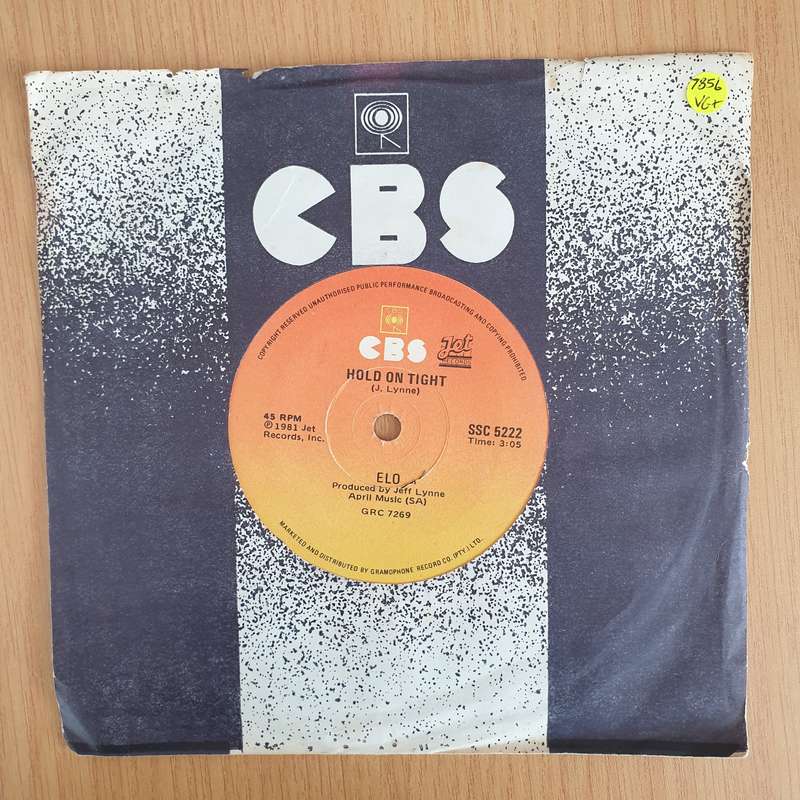 7856
VG+
CBS
COPYRIGHT RESERVED UNAUTHORISED PUBLIC PERFORMANCE BROADCASTING AND COPYING PROHIBITED
CBS
Jet
RECORDS
HOLD ON TIGHT
(J. Lynne)
45 RPM
℗ 1981 Jet
Records, Inc.
SSC 5222
Time: 3:05
ELO
Produced by Jeff Lynne
April Music (SA)
GRC 7269
MARKETED AND DISTRIBUTED BY GRAMOPHONE RECORD CO. (PTY.) LTD.